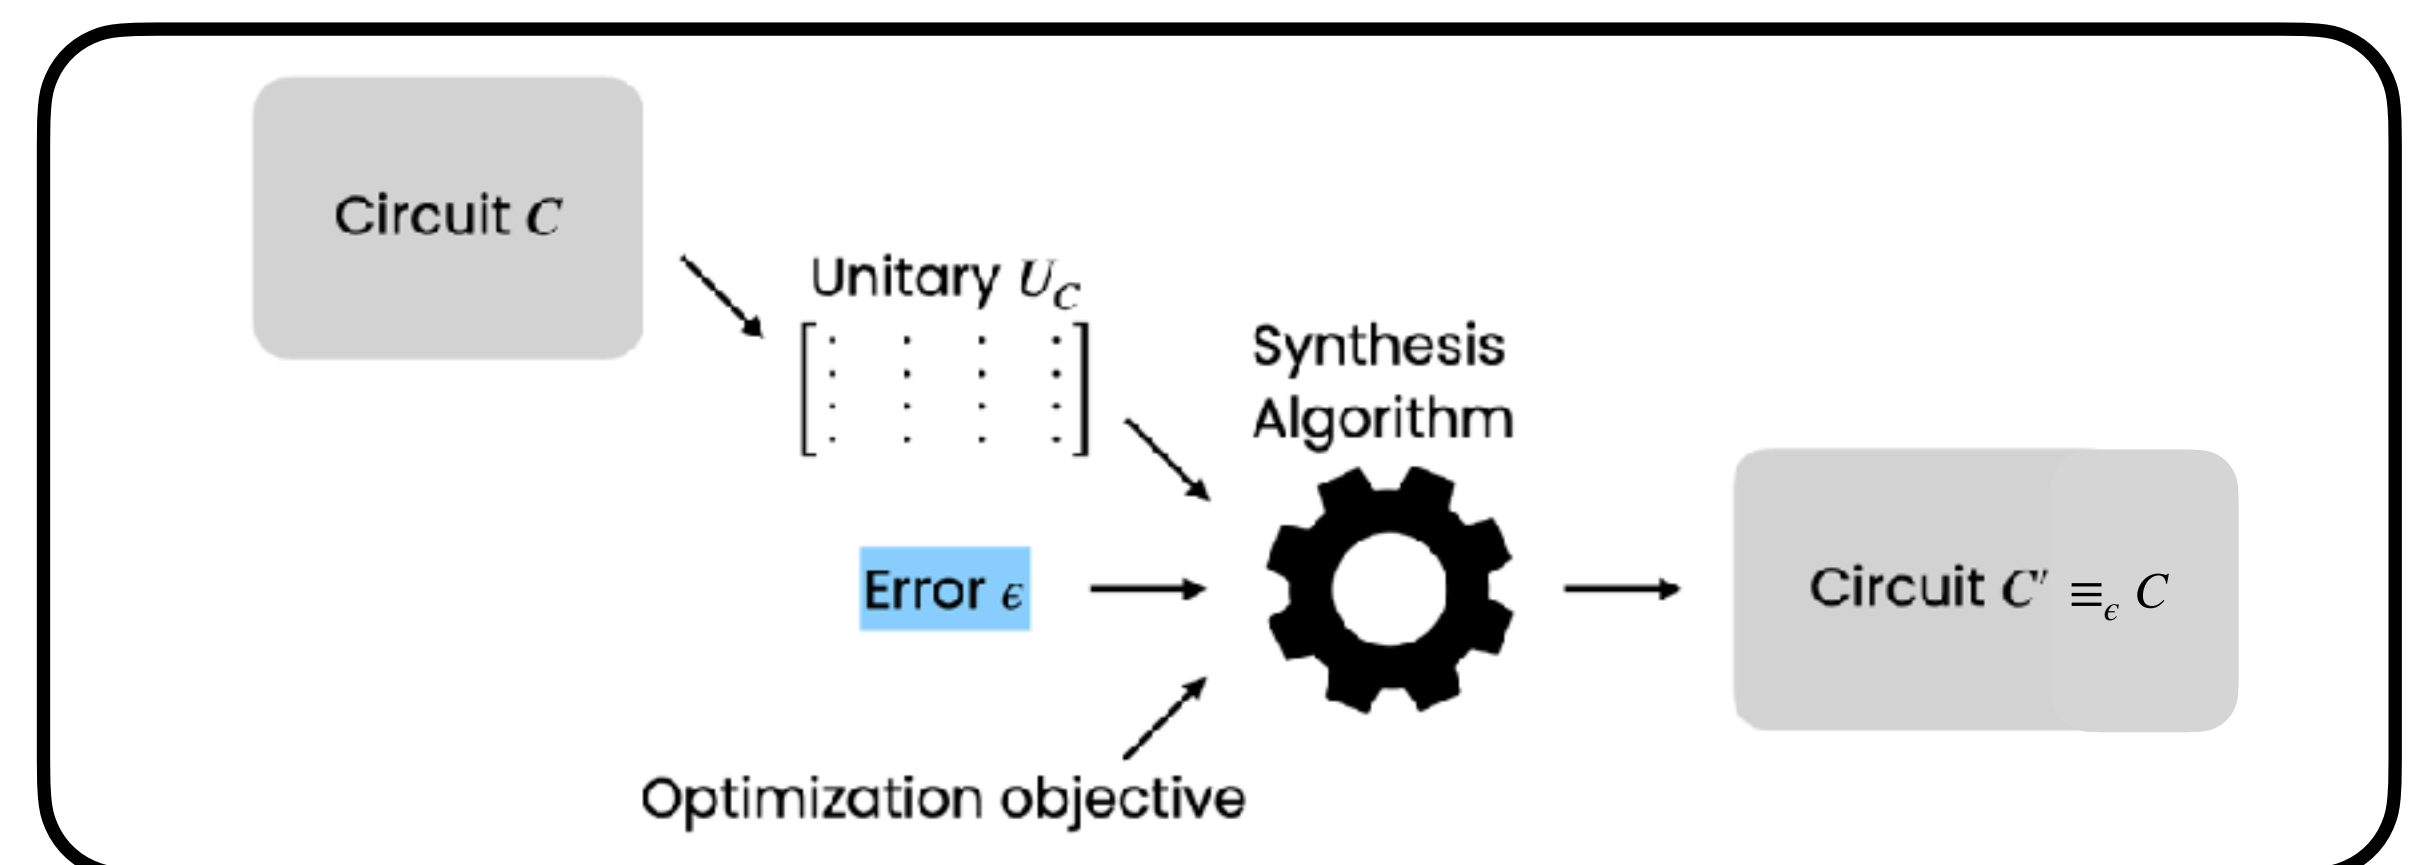 Circuit C
Unitary U_C
Synthesis
Algorithm
Error ϵ
Circuit C′ ≡_ϵ C
Optimization objective